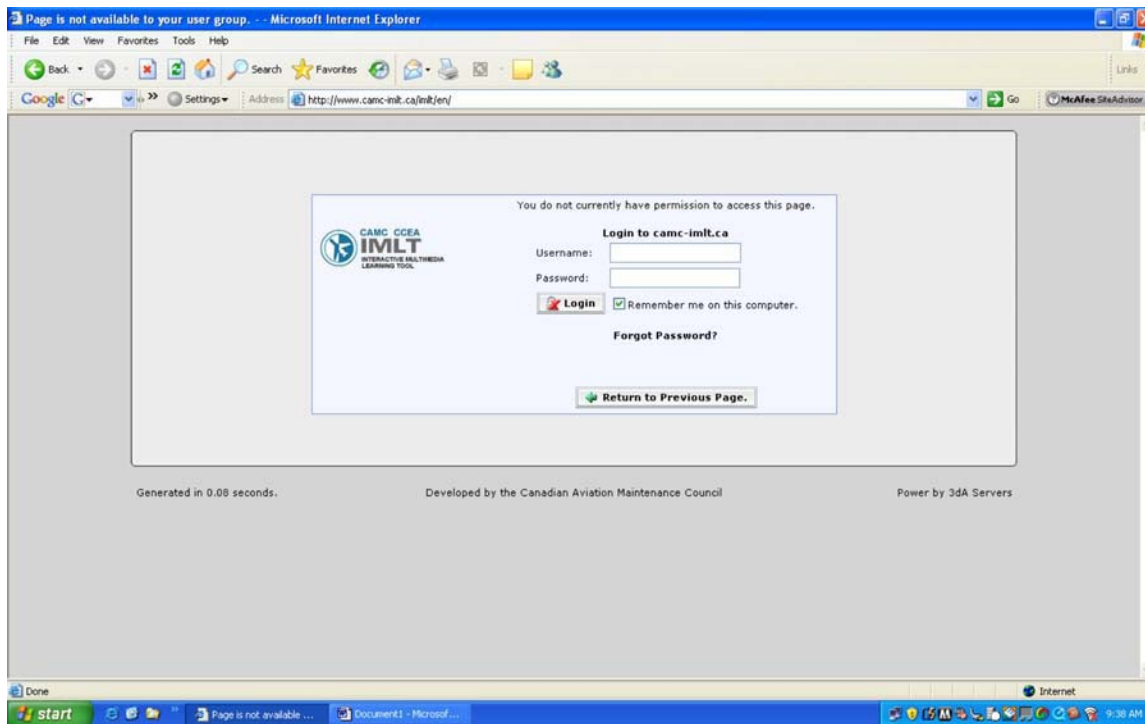 Page is not available to your user group. - - Microsoft Internet Explorer
File Edit View Favorites Tools Help
Back Search Favorites Links
Google Settings Address http://www.camc-imlt.ca/imlt/en/ Go McAfee SiteAdvisor
You do not currently have permission to access this page.
CAMC CCEA
IMLT
INTERACTIVE MULTIMEDIA
LEARNING TOOL
Login to camc-imlt.ca
Username:
Password:
Login Remember me on this computer.
Forgot Password?
Return to Previous Page.
Generated in 0.08 seconds. Developed by the Canadian Aviation Maintenance Council Power by 3dA Servers
Done Internet
start Page is not available ... Document1 - Microsof... 9:38 AM